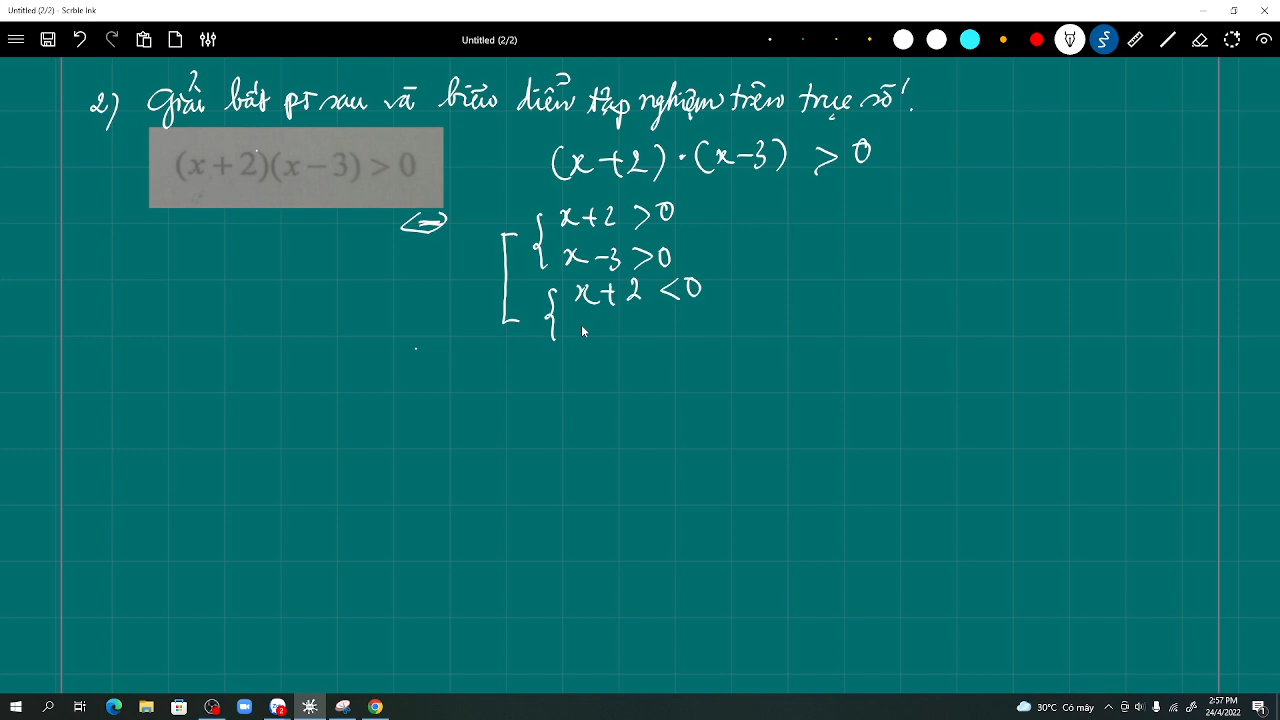 Untitled (2/2) - Scrble Ink
Untitled (2/2)
2) Giải bất pt sau và biểu diễn tập nghiệm trên trục số.
(x + 2)(x − 3) > 0
(x + 2) · (x − 3) > 0
<=>
x + 2 > 0
x − 3 > 0
x + 2 < 0
30°C Có mây
2:57 PM
24/4/2022